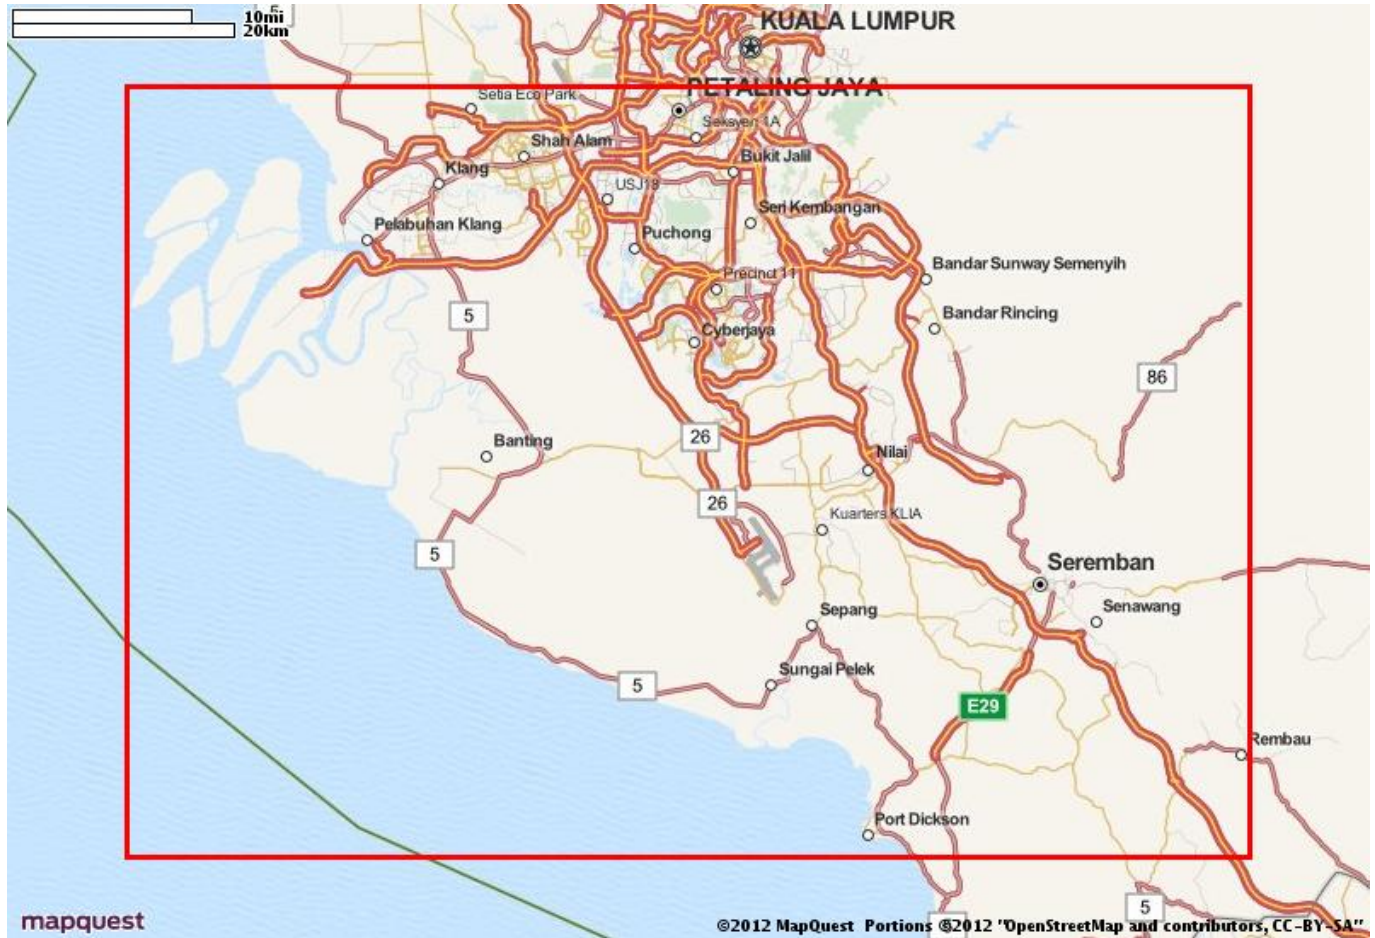 10mi
20km
5
KUALA LUMPUR
PETALING JAYA
Setia Eco Park
Seksyen 1A
Shah Alam
Bukit Jalil
Klang
USJ18
Seri Kembangan
Pelabuhan Klang
Puchong
Bandar Sunway Semenyih
Precinct 11
5
Bandar Rincing
Cyberjaya
86
Banting
26
Nilai
26
Kuarters KLIA
5
Seremban
Sepang
Senawang
Sungai Pelek
5
E29
Rembau
Port Dickson
5
mapquest
©2012 MapQuest Portions ©2012 "OpenStreetMap and contributors, CC-BY-SA"